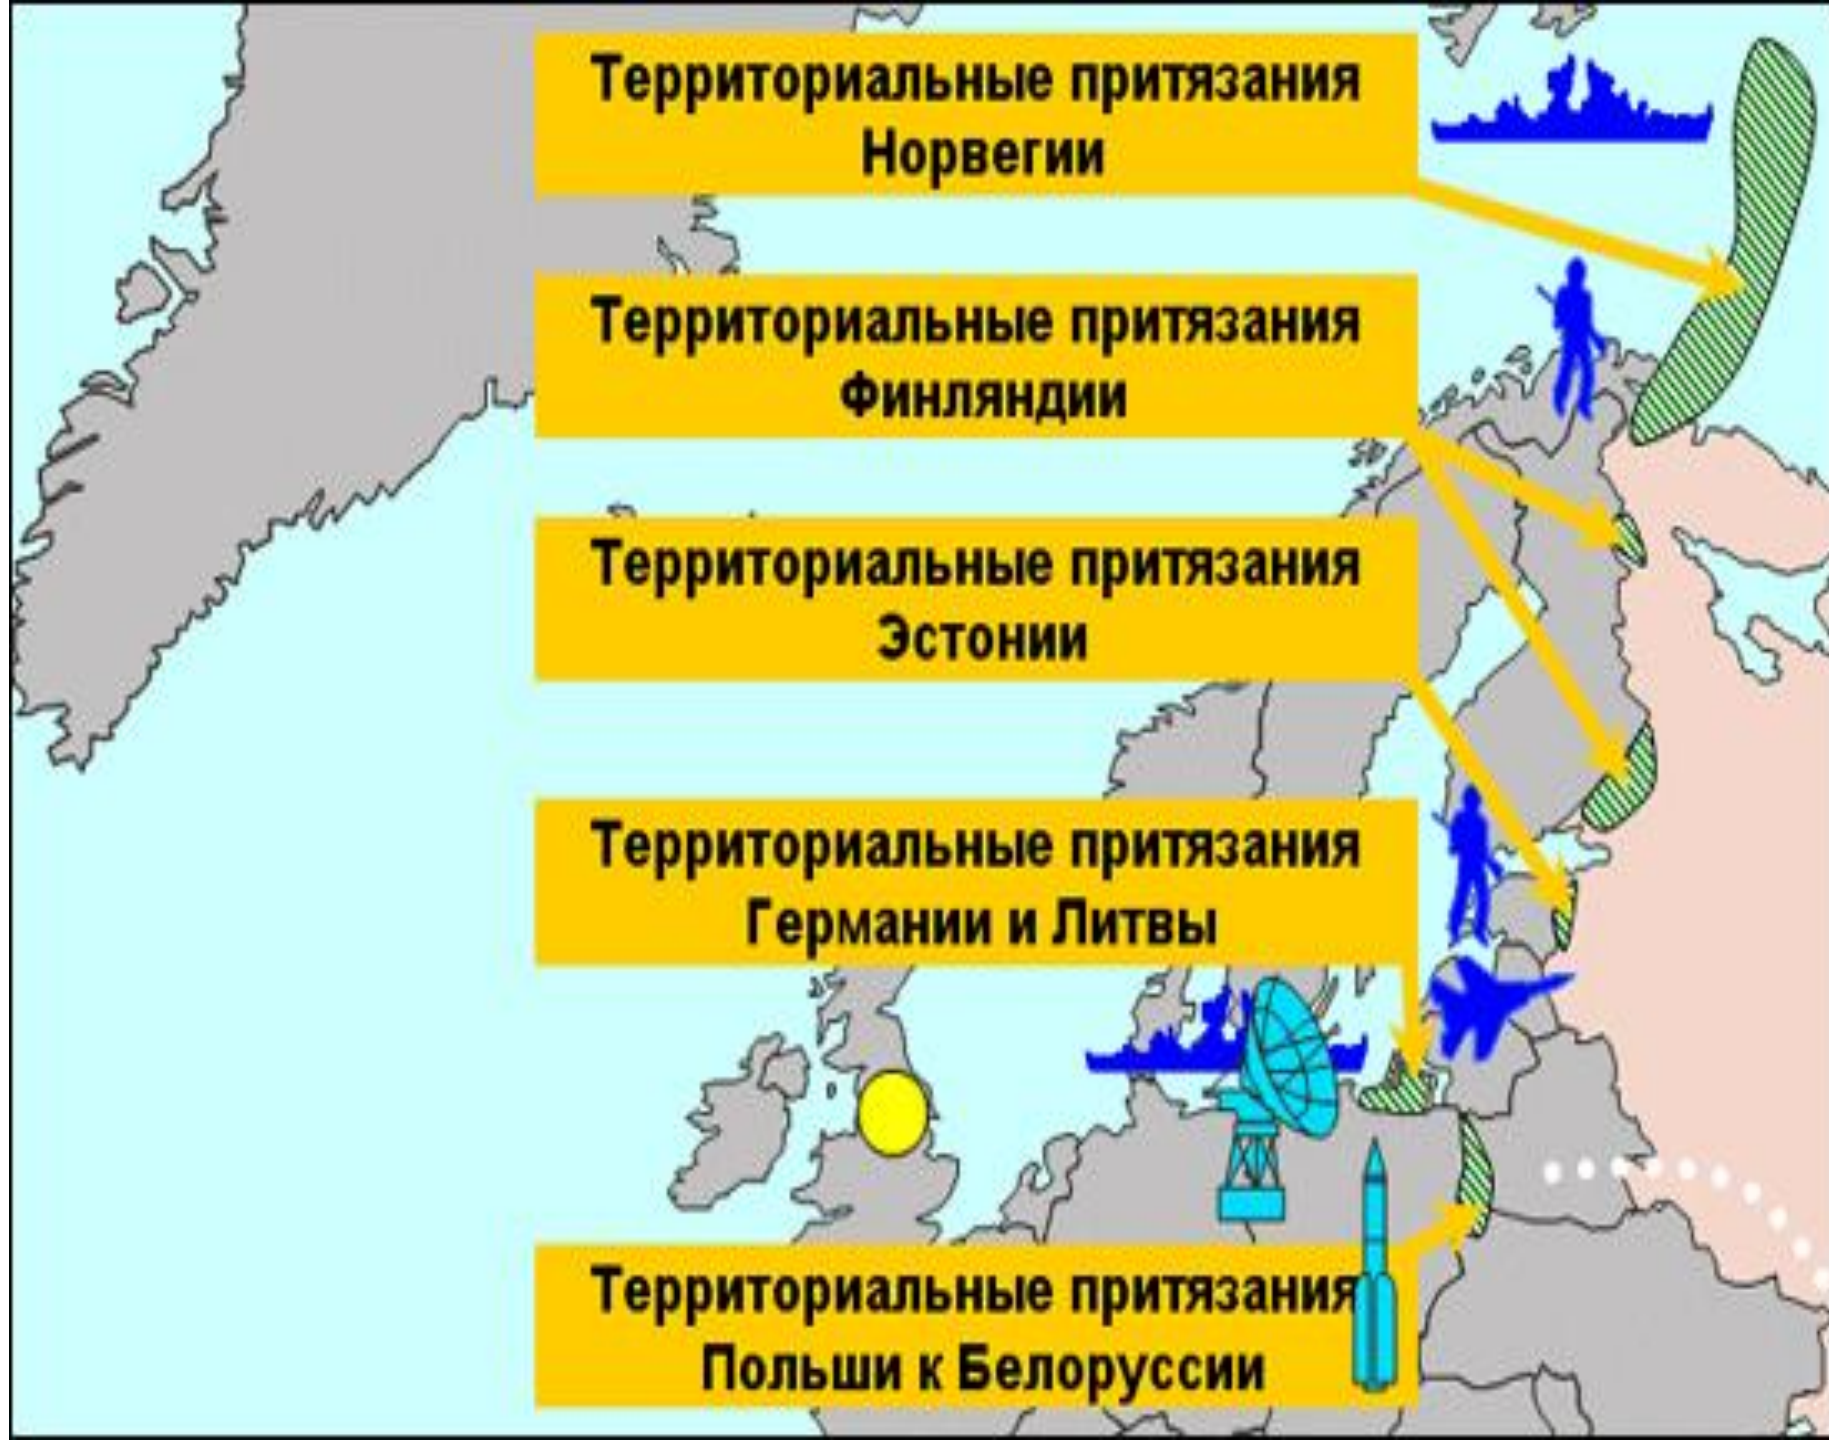 Территориальные притязания
Норвегии
Территориальные притязания
Финляндии
Территориальные притязания
Эстонии
Территориальные притязания
Германии и Литвы
Территориальные притязания
Польши к Белоруссии